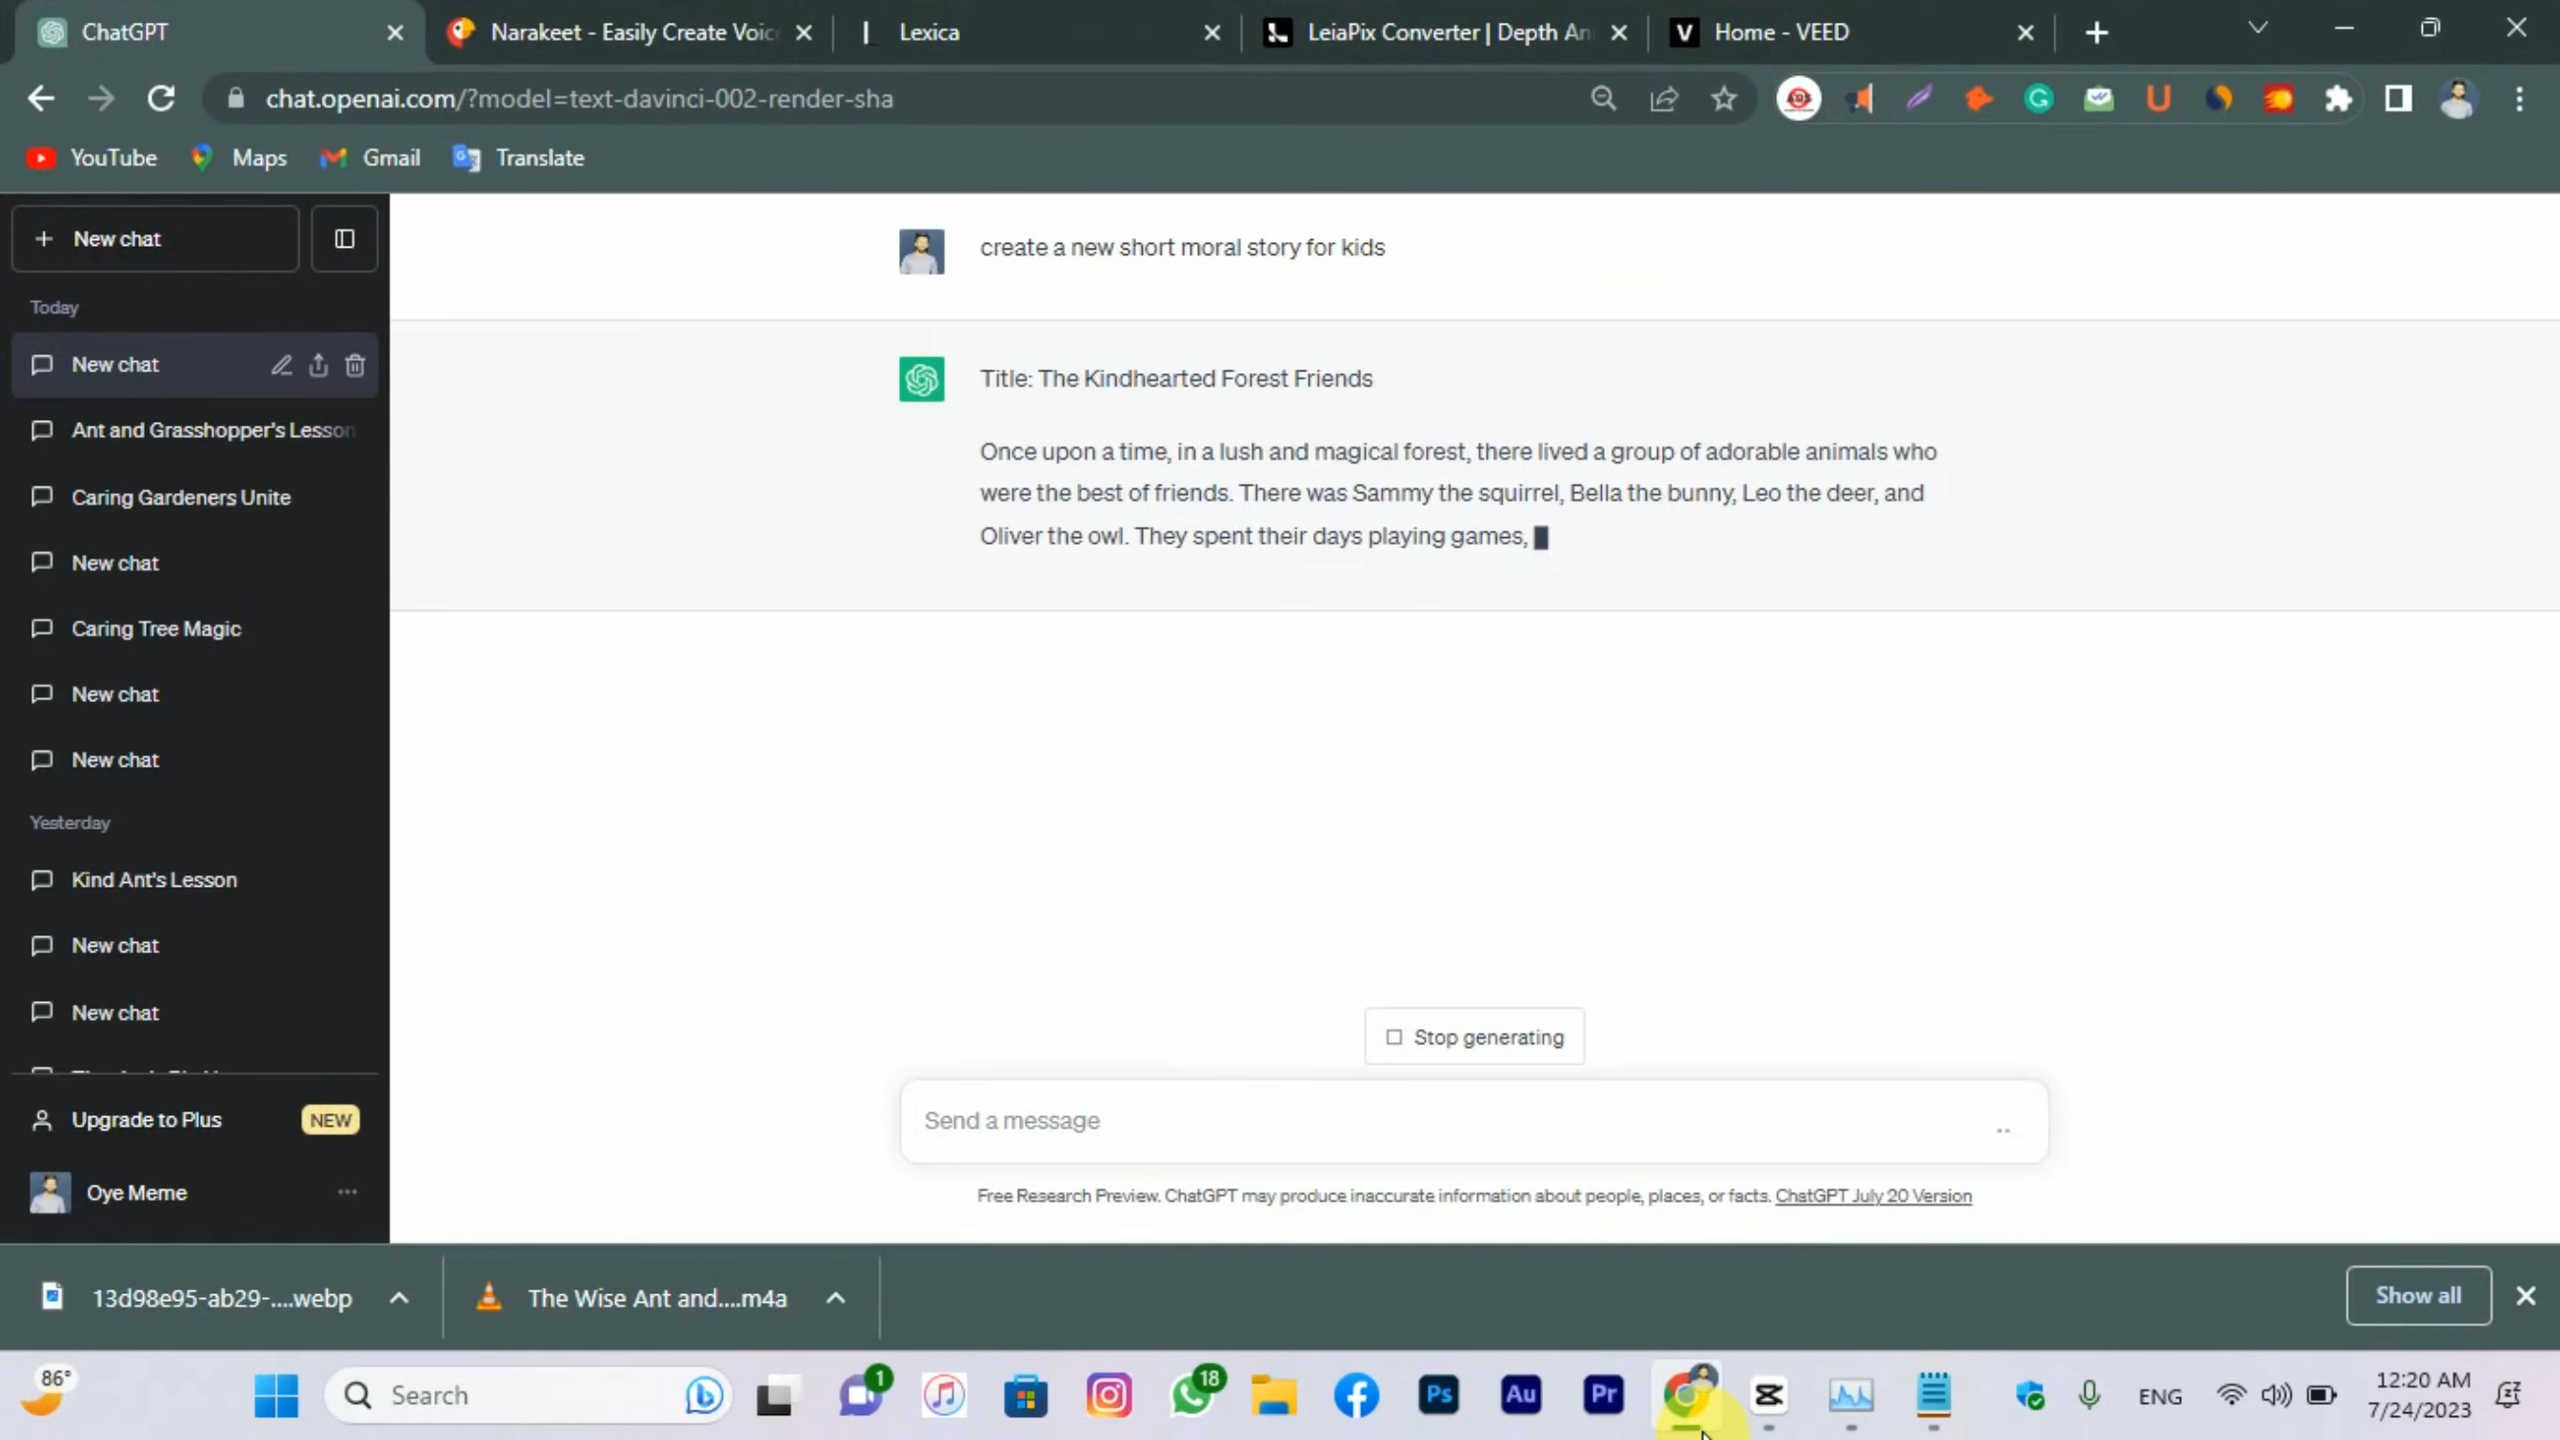 ChatGPT
Narakeet - Easily Create Voic
Lexica
LeiaPix Converter | Depth An
V Home - VEED
chat.openai.com/?model=text-davinci-002-render-sha
YouTube
Maps
Gmail
Translate
+ New chat
Today
New chat
Ant and Grasshopper's Lesson
Caring Gardeners Unite
New chat
Caring Tree Magic
New chat
New chat
Yesterday
Kind Ant's Lesson
New chat
New chat
Upgrade to Plus NEW
Oye Meme
create a new short moral story for kids
Title: The Kindhearted Forest Friends
Once upon a time, in a lush and magical forest, there lived a group of adorable animals who
were the best of friends. There was Sammy the squirrel, Bella the bunny, Leo the deer, and
Oliver the owl. They spent their days playing games,
Stop generating
Send a message
Free Research Preview. ChatGPT may produce inaccurate information about people, places, or facts. ChatGPT July 20 Version
13d98e95-ab29-....webp
The Wise Ant and....m4a
Show all
86°
Search
1
18
Ps
Au
Pr
ENG
12:20 AM
7/24/2023